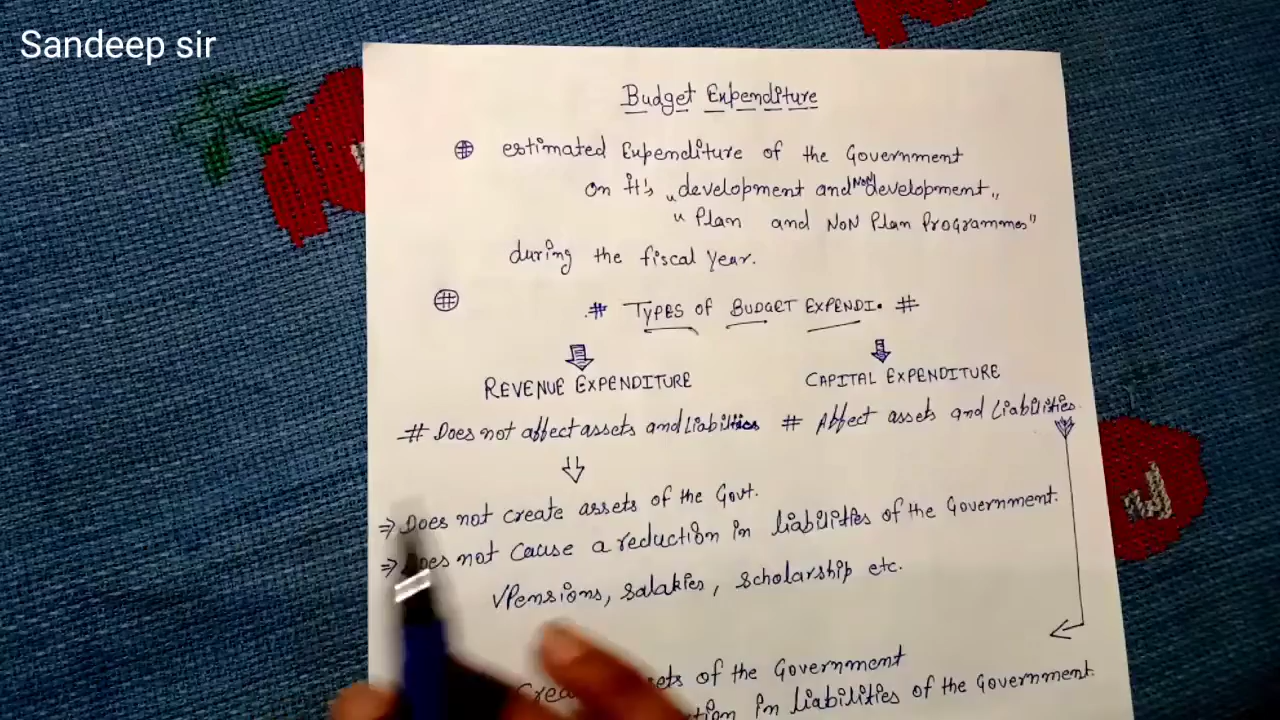 Sandeep sir
Budget Expenditure
estimated Expenditure of the Government
on It's „development and NON development„
“ Plan and NoN Plan Programmes"
during the fiscal year.
# TYPES of BUDGET EXPENDI. #
REVENUE EXPENDITURE CAPITAL EXPENDITURE
# Does not affect assets and Liabilities # Affect assets and Liabilities
⇒ Does not create assets of the Govt.
⇒ Does not cause a reduction in liabilities of the Government.
√Pensions, salaries, scholarship etc.
of the Government
in liabilities of the Government.